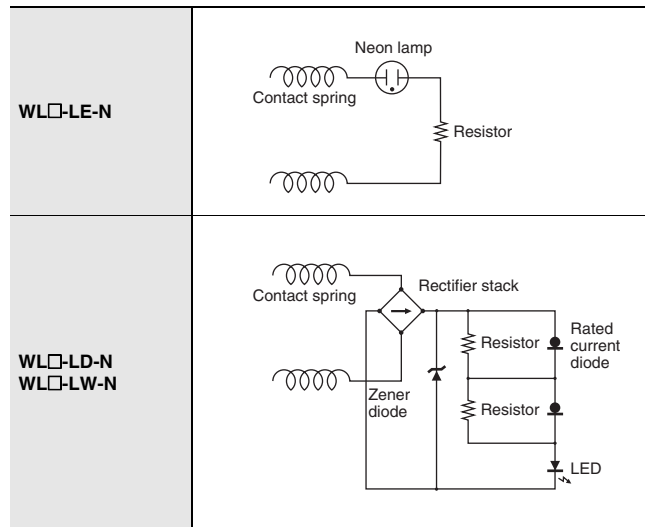 WL□-LE-N
Neon lamp
Contact spring
Resistor
WL□-LD-N
WL□-LW-N
Contact spring
Rectifier stack
Zener
diode
Resistor
Resistor
Rated
current
diode
LED